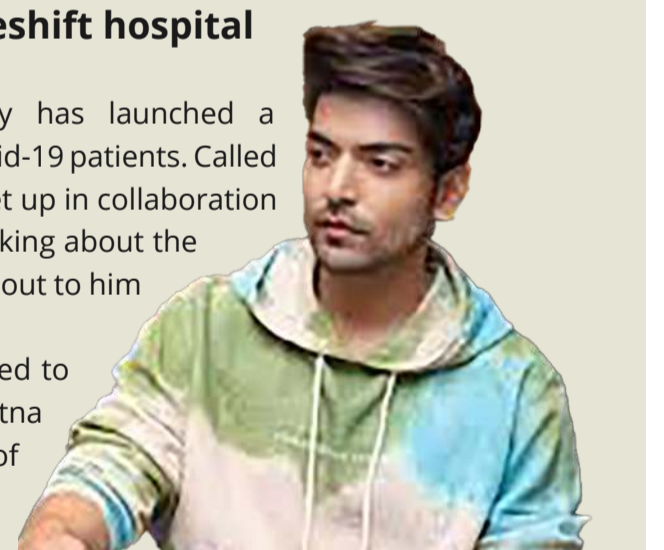 eshift hospital
y has launched a
id-19 patients. Called
et up in collaboration
king about the
out to him
ed to
tna
of